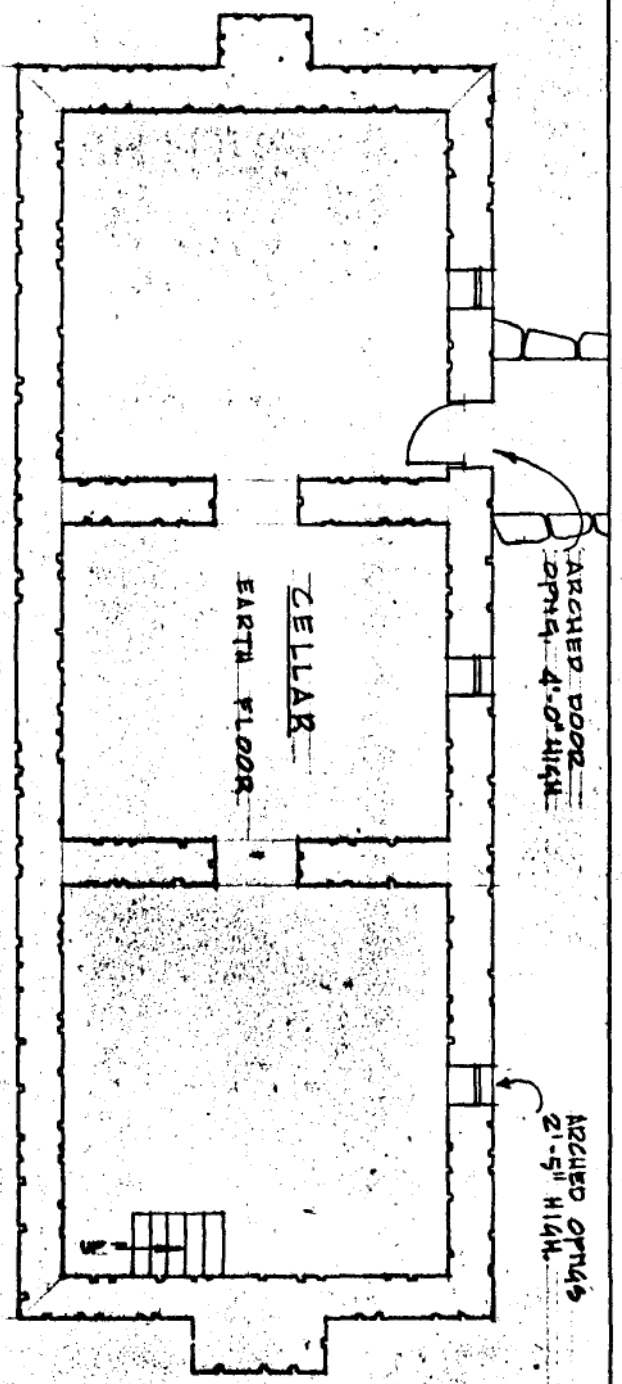 ARCHED DOOR
OPNG. 4'-0" HIGH
CELLAR
EARTH FLOOR
ARCHED OPNGS
2'-5" HIGH
UP